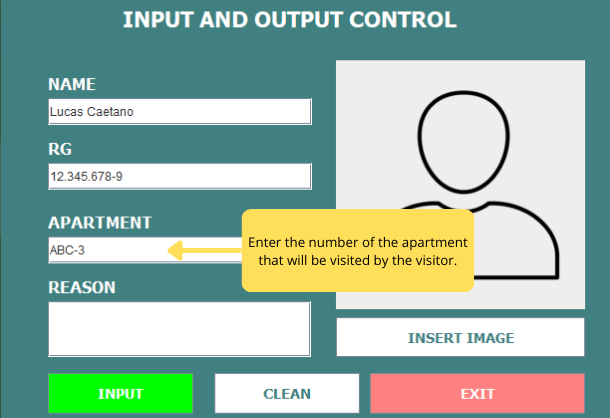 INPUT AND OUTPUT CONTROL
NAME
Lucas Caetano
RG
12.345.678-9
APARTMENT
ABC-3
Enter the number of the apartment
that will be visited by the visitor.
REASON
INSERT IMAGE
INPUT
CLEAN
EXIT